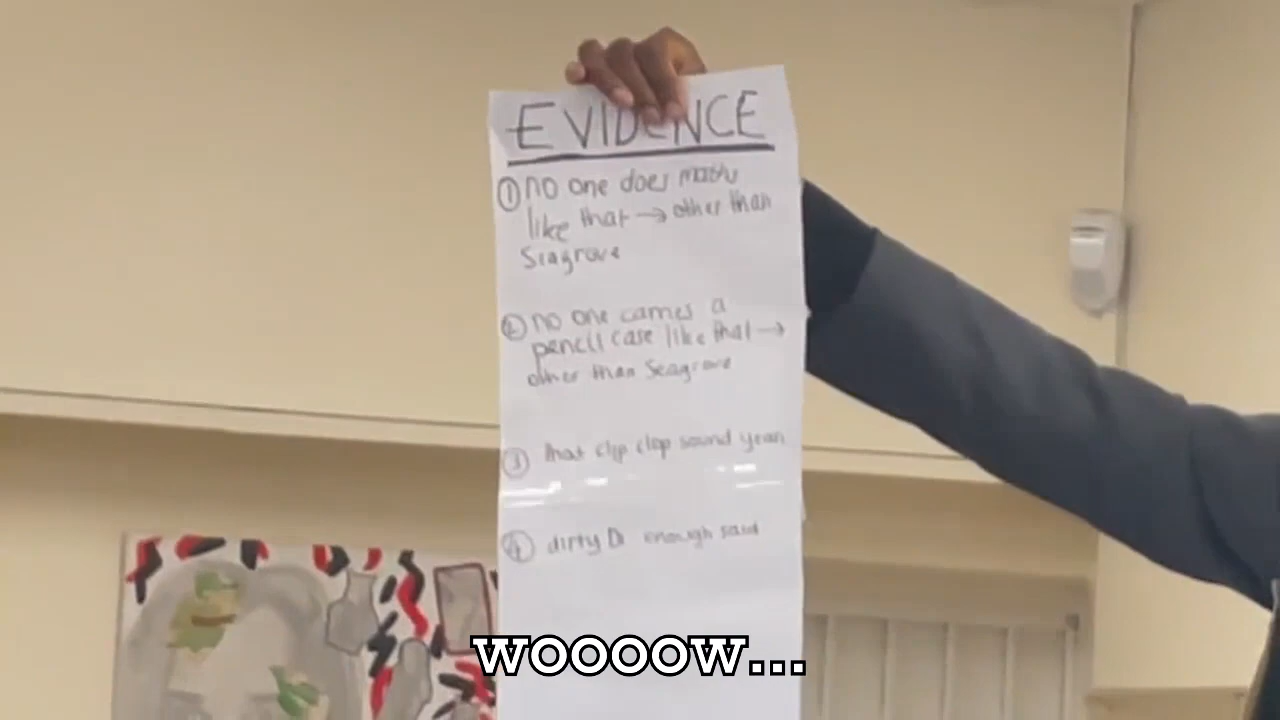 EVIDENCE
① no one does maths
like that → other than
Seagrove
② no one carries a
pencil case like that →
other than Seagrove
③ that clip clop sound yeah
④ dirty D enough said
WOOOOW...